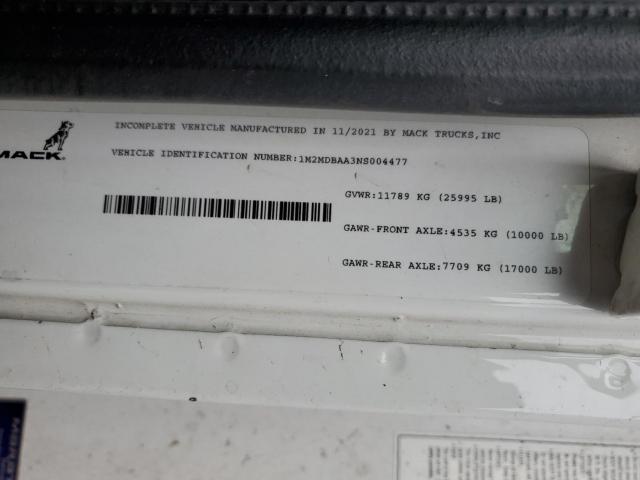 MACK
INCOMPLETE VEHICLE MANUFACTURED IN 11/2021 BY MACK TRUCKS,INC
VEHICLE IDENTIFICATION NUMBER:1M2MDBAA3NS004477
GVWR:11789 KG (25995 LB)
GAWR-FRONT AXLE:4535 KG (10000 LB)
GAWR-REAR AXLE:7709 KG (17000 LB)